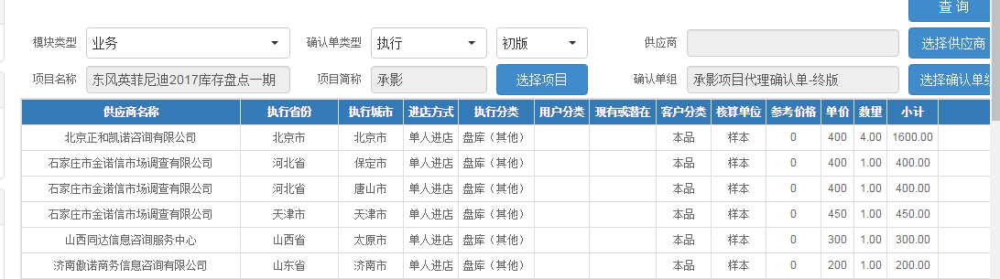 查 询
模块类型 业务 确认单类型 执行 初版 供应商 选择供应商
项目名称 东风英菲尼迪2017库存盘点一期 项目简称 承影 选择项目 确认单组 承影项目代理确认单-终版 选择确认单组
供应商名称 执行省份 执行城市 进店方式 执行分类 用户分类 现有或潜在 客户分类 核算单位 参考价格 单价 数量 小计
北京正和凯诺咨询有限公司 北京市 北京市 单人进店 盘库（其他） 本品 样本 0 400 4.00 1600.00
石家庄市金诺信市场调查有限公司 河北省 保定市 单人进店 盘库（其他） 本品 样本 0 400 1.00 400.00
石家庄市金诺信市场调查有限公司 河北省 唐山市 单人进店 盘库（其他） 本品 样本 0 400 1.00 400.00
石家庄市金诺信市场调查有限公司 天津市 天津市 单人进店 盘库（其他） 本品 样本 0 450 1.00 450.00
山西同达信息咨询服务中心 山西省 太原市 单人进店 盘库（其他） 本品 样本 0 300 1.00 300.00
济南傲诺商务信息咨询有限公司 山东省 济南市 单人进店 盘库（其他） 本品 样本 0 200 1.00 200.00